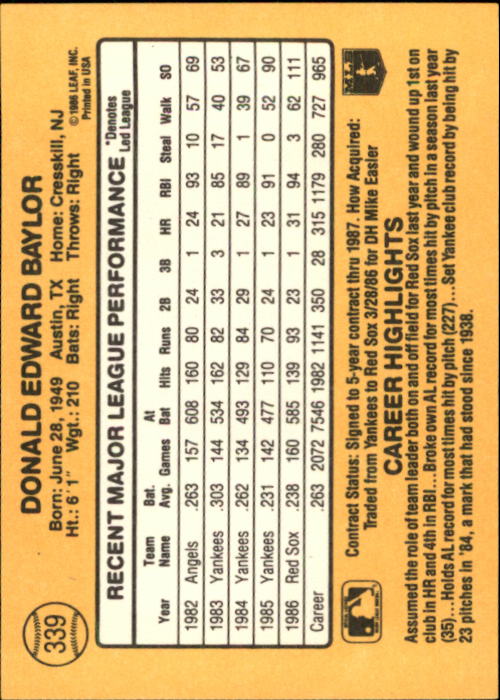 339
DONALD EDWARD BAYLOR
Born: June 28, 1949 Austin, TX Home: Cresskill, NJ
Ht.: 6'1" Wgt.: 210 Bats: Right Throws: Right
© 1986 LEAF, INC.
Printed in USA
RECENT MAJOR LEAGUE PERFORMANCE *Denotes Led League
Year Team Name Bat. Avg. Games At Bat Hits Runs 2B 3B HR RBI Steal Walk SO
1982 Angels .263 157 608 160 80 24 1 24 93 10 57 69
1983 Yankees .303 144 534 162 82 33 3 21 85 17 40 53
1984 Yankees .262 134 493 129 84 29 1 27 89 1 39 67
1985 Yankees .231 142 477 110 70 24 1 23 91 0 52 90
1986 Red Sox .238 160 585 139 93 23 1 31 94 3 62 111
Career .263 2072 7546 1982 1141 350 28 315 1179 280 727 965
Contract Status: Signed to 5-year contract thru 1987. How Acquired:
Traded from Yankees to Red Sox 3/28/86 for DH Mike Easler
CAREER HIGHLIGHTS
Assumed the role of team leader both on and off field for Red Sox last year and wound up 1st on
club in HR and 4th in RBI... Broke own AL record for most times hit by pitch in a season last year
(35)... Holds AL record for most times hit by pitch (227)... Set Yankee club record by being hit by
23 pitches in '84, a mark that had stood since 1938.